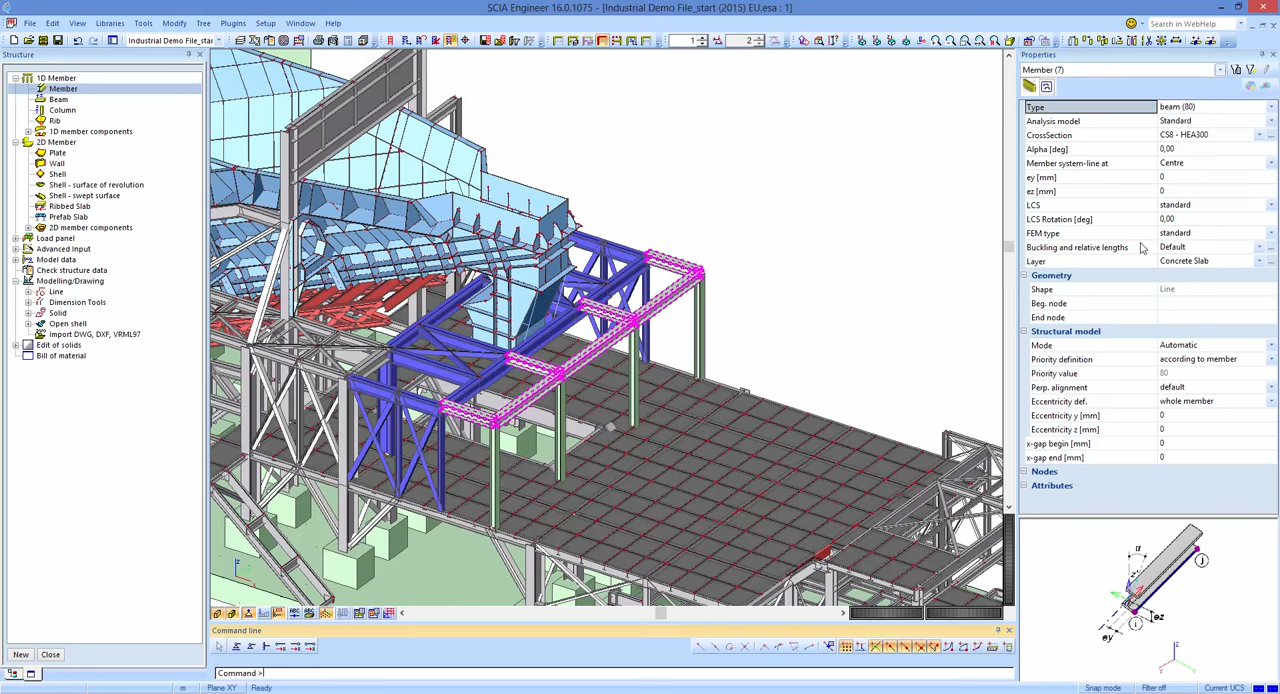 SCIA Engineer 16.0.1075 - [Industrial Demo File_start (2015) EU.esa : 1]
File Edit View Libraries Tools Modify Tree Plugins Setup Window Help
Search in WebHelp
Industrial Demo File_start (2015)
1
2
Structure
1D Member
Member
Beam
Column
Rib
1D member components
2D Member
Plate
Wall
Shell
Shell - surface of revolution
Shell - swept surface
Ribbed Slab
Prefab Slab
2D member components
Load panel
Advanced Input
Model data
Check structure data
Modelling/Drawing
Line
Dimension Tools
Solid
Open shell
Import DWG, DXF, VRML97
Edit of solids
Bill of material
New Close
Properties
Member (7)
Type beam (80)
Analysis model Standard
CrossSection CS8 - HEA300
Alpha [deg] 0,00
Member system-line at Centre
ey [mm] 0
ez [mm] 0
LCS standard
LCS Rotation [deg] 0,00
FEM type standard
Buckling and relative lengths Default
Layer Concrete Slab
Geometry
Shape Line
Beg. node
End node
Structural model
Mode Automatic
Priority definition according to member
Priority value 80
Perp. alignment default
Eccentricity def. whole member
Eccentricity y [mm] 0
Eccentricity z [mm] 0
x-gap begin [mm] 0
x-gap end [mm] 0
Nodes
Attributes
α
z'
j
i
ez
ey
z
x
Command line
Command >
m Plane XY Ready
Snap mode Filter off Current UCS